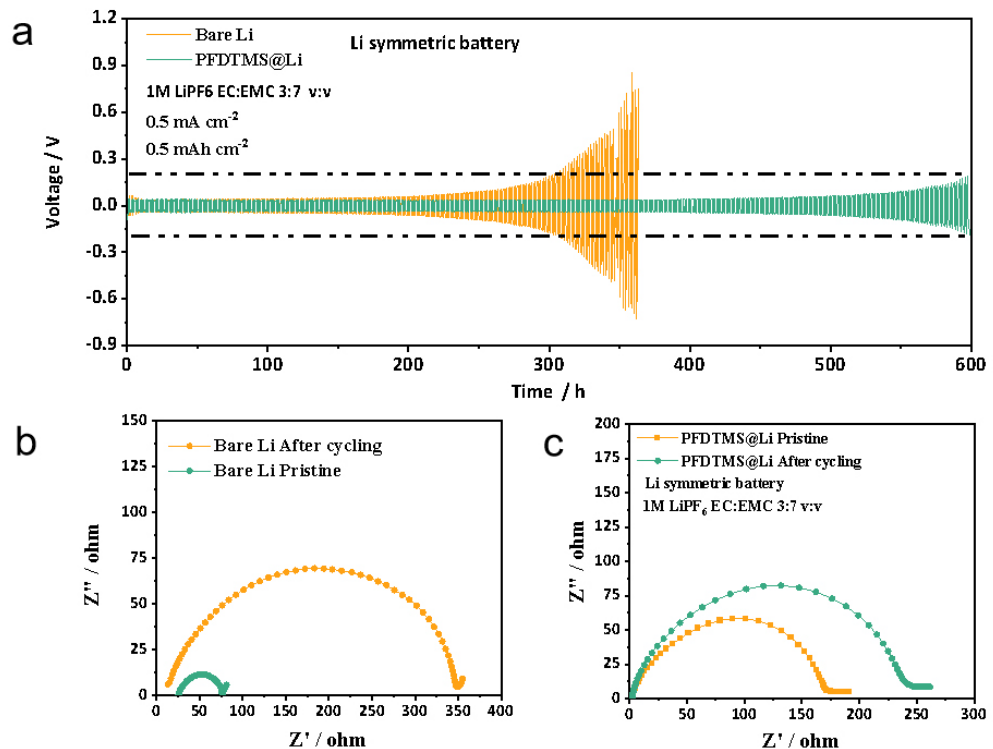 a
Bare Li
PFDTMS@Li
Li symmetric battery
1M LiPF6 EC:EMC 3:7 v:v
0.5 mA cm⁻²
0.5 mAh cm⁻²
1.2
0.9
0.6
0.3
0.0
-0.3
-0.6
-0.9
Voltage / V
0 100 200 300 400 500 600
Time / h
b
Bare Li After cycling
Bare Li Pristine
150
125
100
75
50
25
0
Z'' / ohm
0 50 100 150 200 250 300 350 400
Z' / ohm
c
PFDTMS@Li Pristine
PFDTMS@Li After cycling
Li symmetric battery
1M LiPF₆ EC:EMC 3:7 v:v
200
175
150
125
100
75
50
25
0
Z'' / ohm
0 50 100 150 200 250 300
Z' / ohm